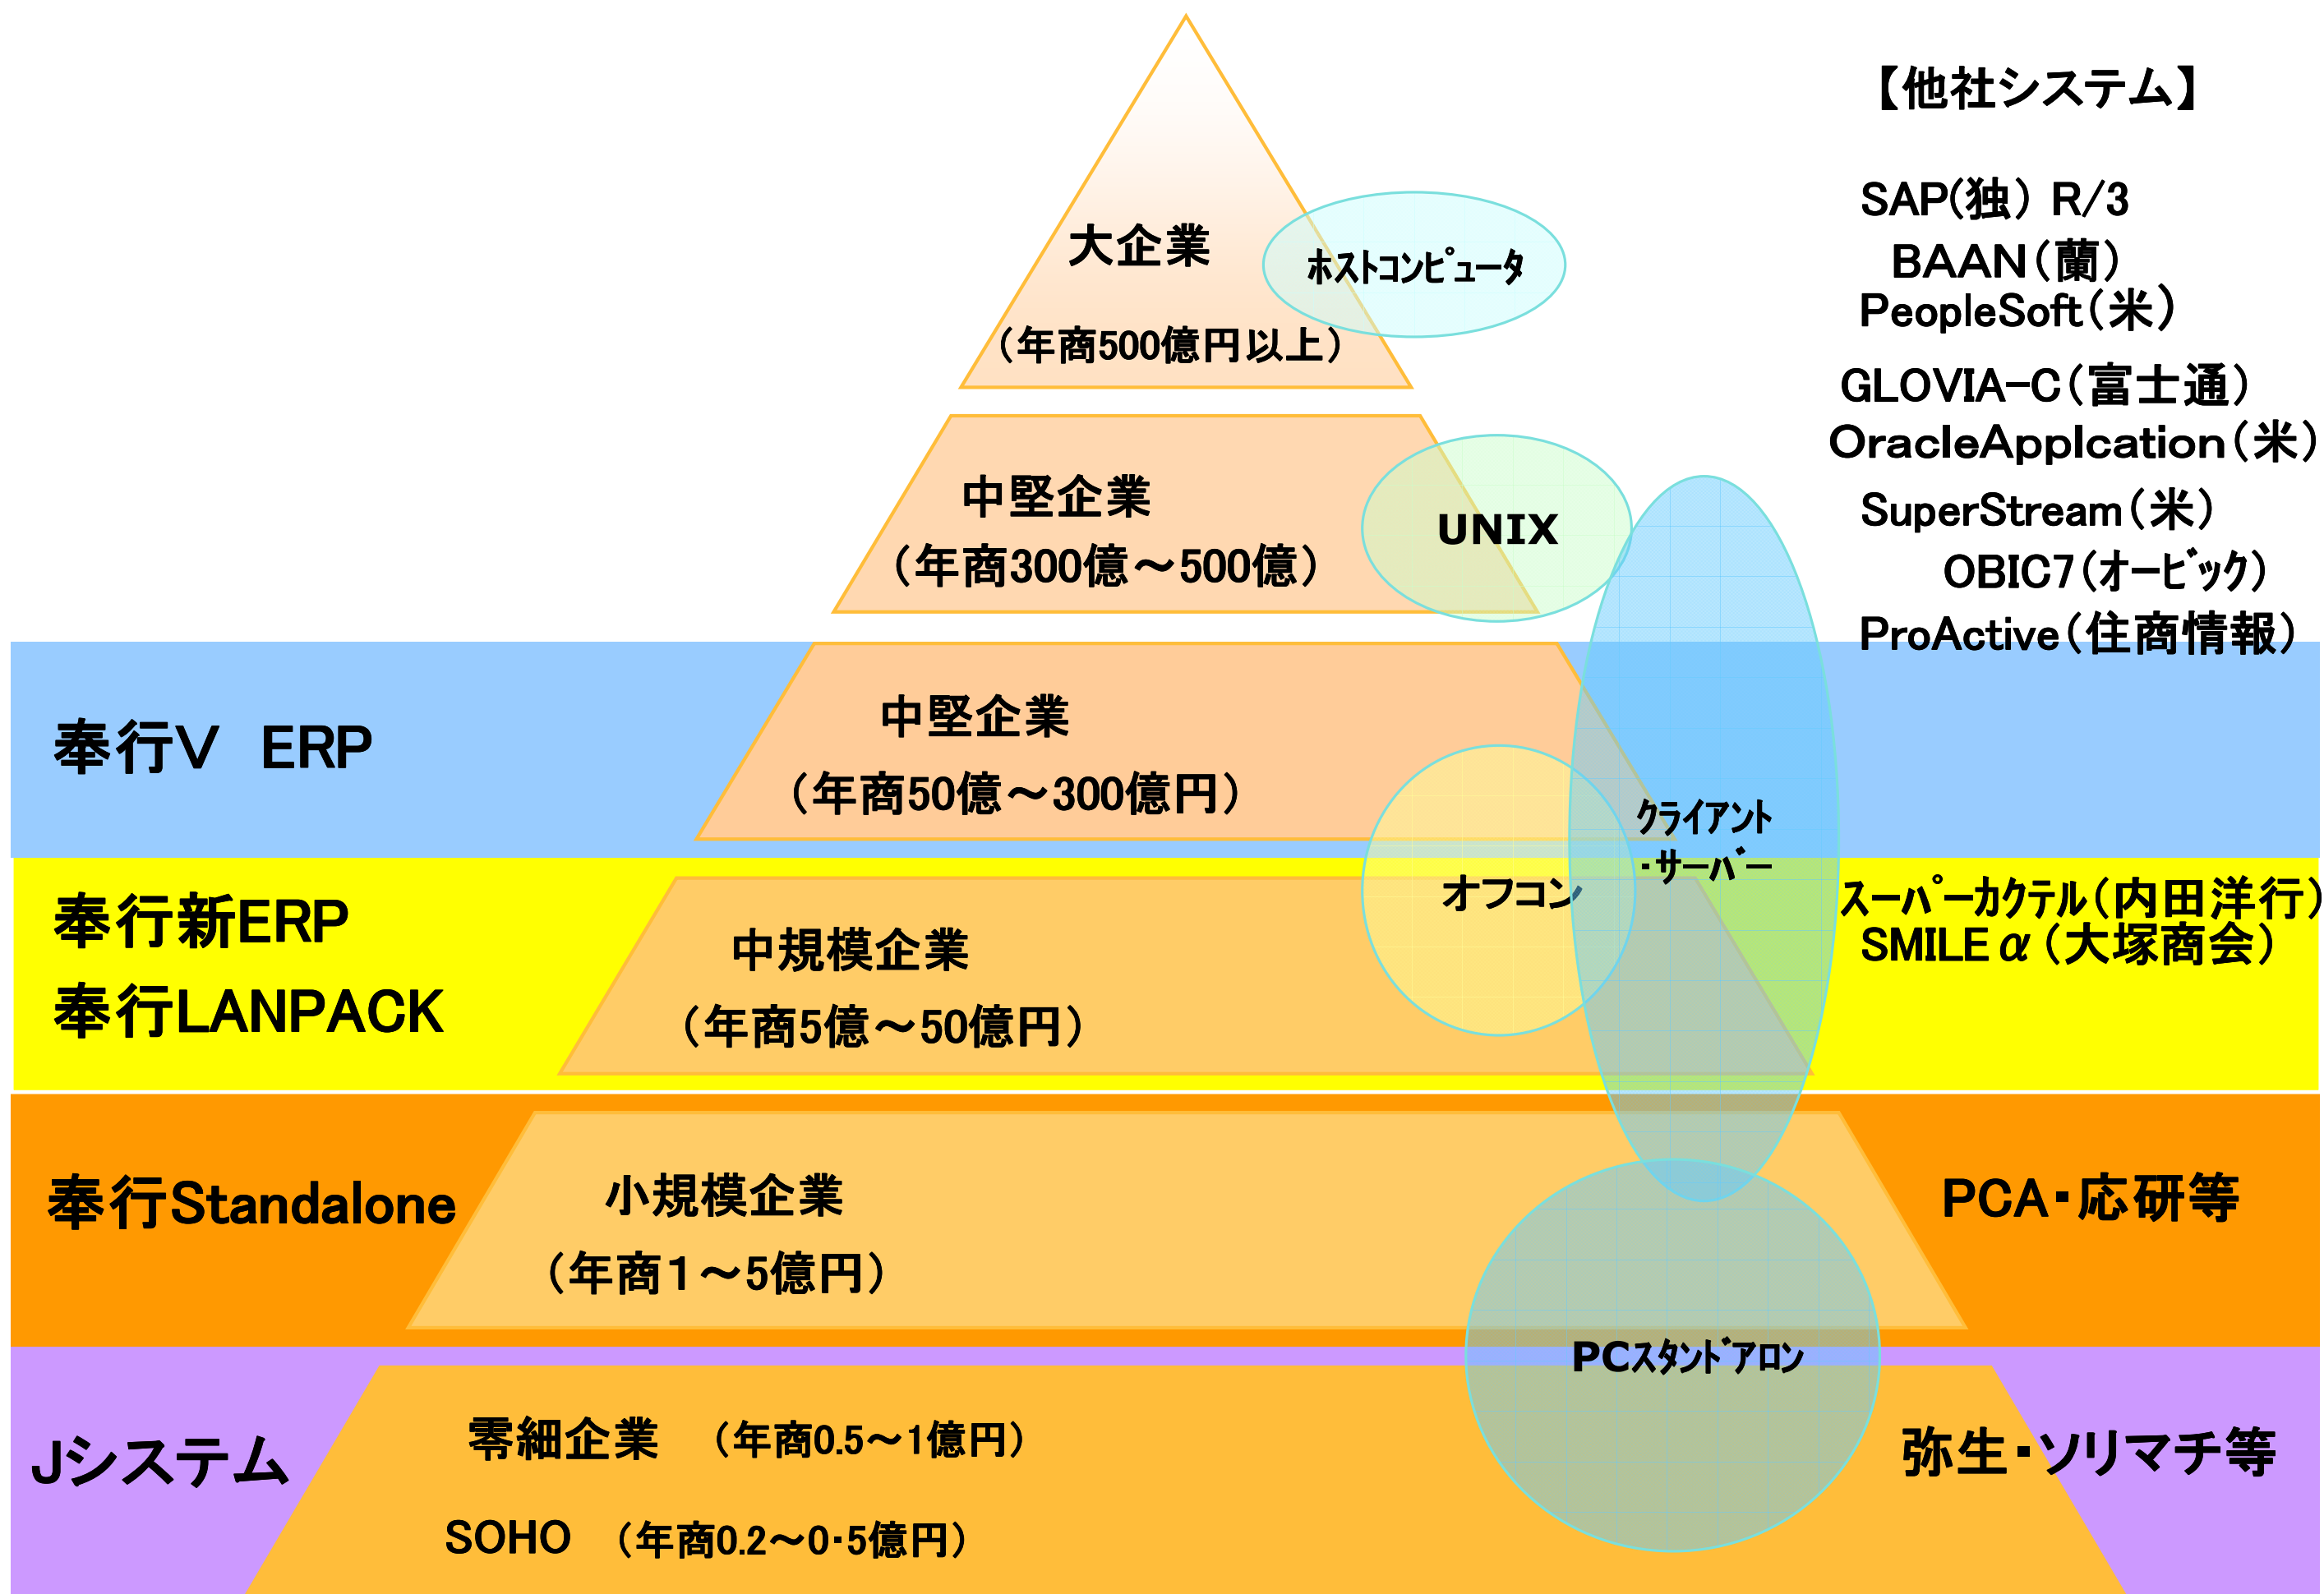 【他社システム】
SAP(独) R/3
大企業
ホストコンピュータ
BAAN（蘭）
PeopleSoft（米）
（年商500億円以上）
GLOVIA－C（富士通）
OracleApplcation（米）
中堅企業
SuperStream（米）
UNIX
（年商300億～500億）
OBIC7（オービック）
ProActive（住商情報）
奉行Ⅴ ERP
中堅企業
（年商50億～300億円）
クライアント
・サーバー
奉行新ERP
オフコン
スーパーカクテル（内田洋行）
中規模企業
SMILEα（大塚商会）
奉行LANPACK
（年商5億～50億円）
奉行Standalone
小規模企業
PCA・応研等
（年商１～5億円）
PCスタンドアロン
零細企業 （年商0.5～1億円）
Jシステム
弥生・ソリマチ等
SOHO （年商0.2～0・5億円）